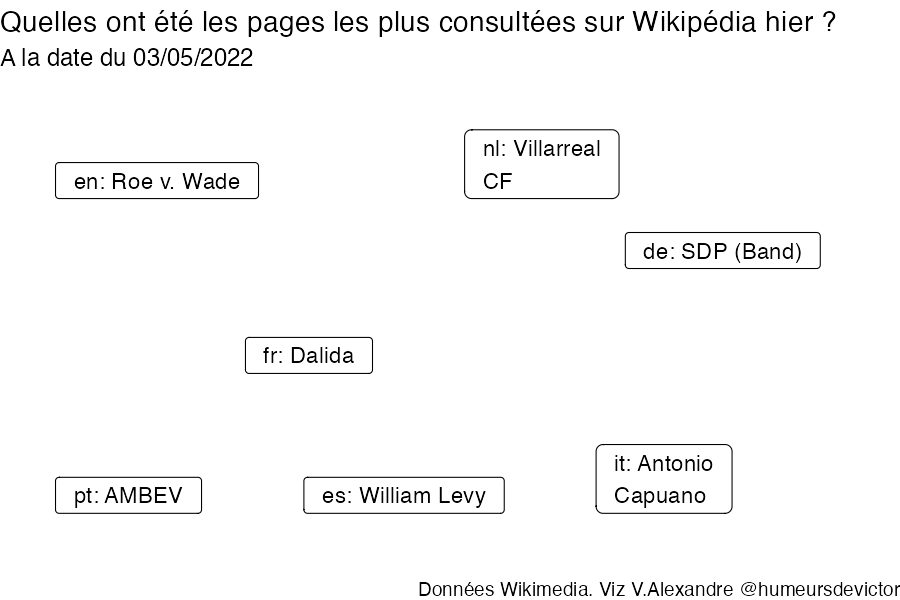 Quelles ont été les pages les plus consultées sur Wikipédia hier ?
A la date du 03/05/2022
nl: Villarreal
CF
en: Roe v. Wade
de: SDP (Band)
fr: Dalida
it: Antonio
Capuano
pt: AMBEV
es: William Levy
Données Wikimedia. Viz V.Alexandre @humeursdevictor